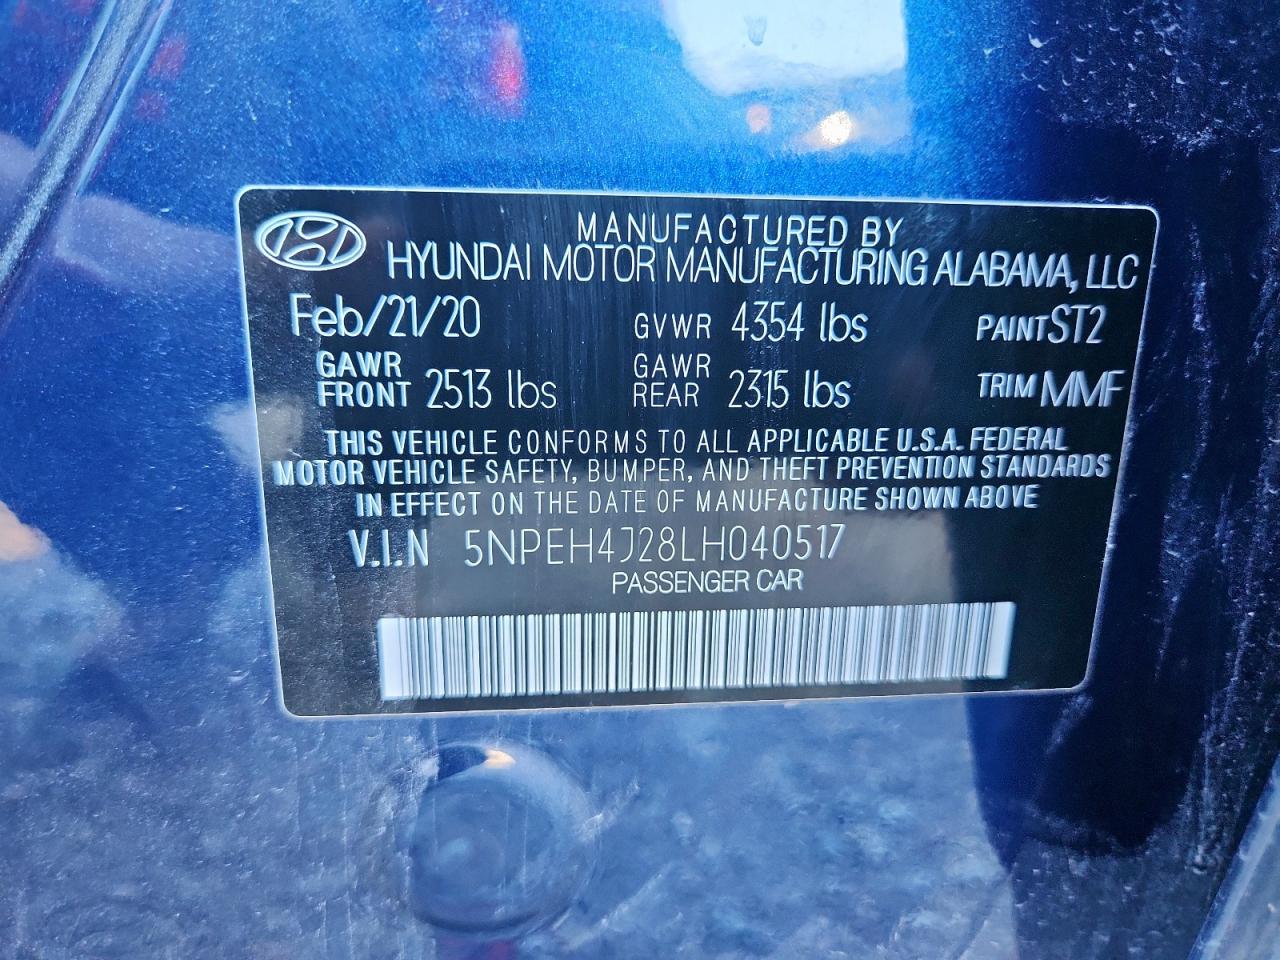 MANUFACTURED BY
HYUNDAI MOTOR MANUFACTURING ALABAMA, LLC
Feb/21/20 GVWR 4354 lbs PAINT ST2
GAWR FRONT 2513 lbs GAWR REAR 2315 lbs TRIM MMF
THIS VEHICLE CONFORMS TO ALL APPLICABLE U.S.A. FEDERAL
MOTOR VEHICLE SAFETY, BUMPER, AND THEFT PREVENTION STANDARDS
IN EFFECT ON THE DATE OF MANUFACTURE SHOWN ABOVE
V.I.N 5NPEH4J28LH040517
PASSENGER CAR